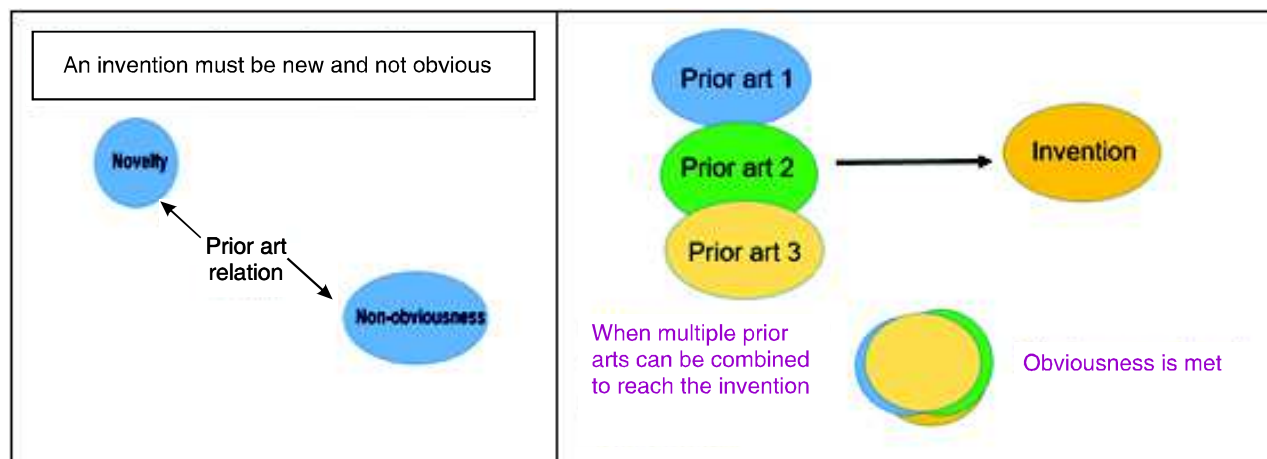 An invention must be new and not obvious
Novelty
Prior art
relation
Non-obviousness
Prior art 1
Prior art 2
Prior art 3
Invention
When multiple prior
arts can be combined
to reach the invention
Obviousness is met